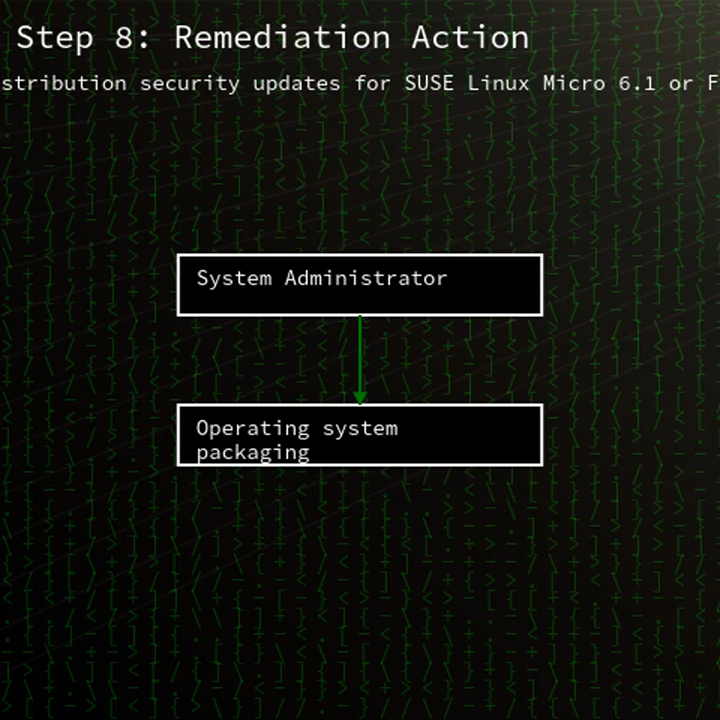 Step 8: Remediation Action
stribution security updates for SUSE Linux Micro 6.1 or F
System Administrator
Operating system
packaging